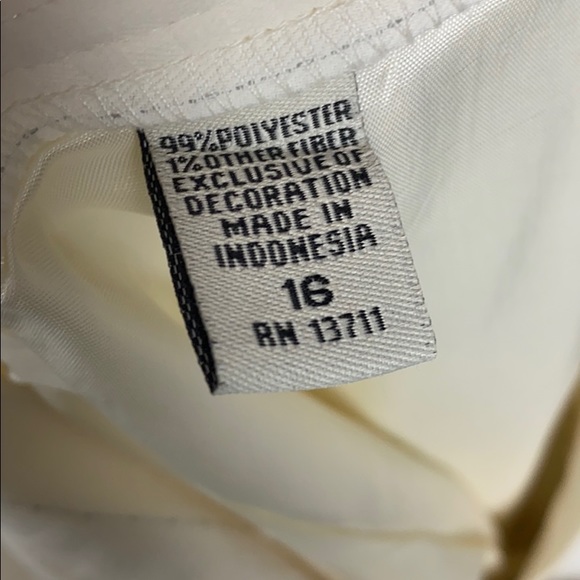 99% POLYESTER
1% OTHER FIBER
EXCLUSIVE OF
DECORATION
MADE IN
INDONESIA
16
RN 13711